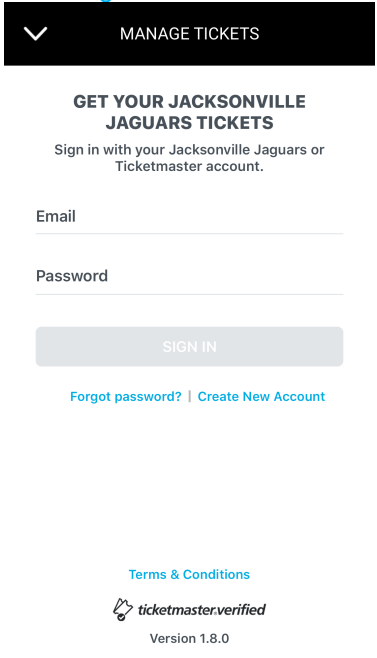 MANAGE TICKETS
GET YOUR JACKSONVILLE
JAGUARS TICKETS
Sign in with your Jacksonville Jaguars or
Ticketmaster account.
Email
Password
SIGN IN
Forgot password? | Create New Account
Terms & Conditions
ticketmaster.verified
Version 1.8.0